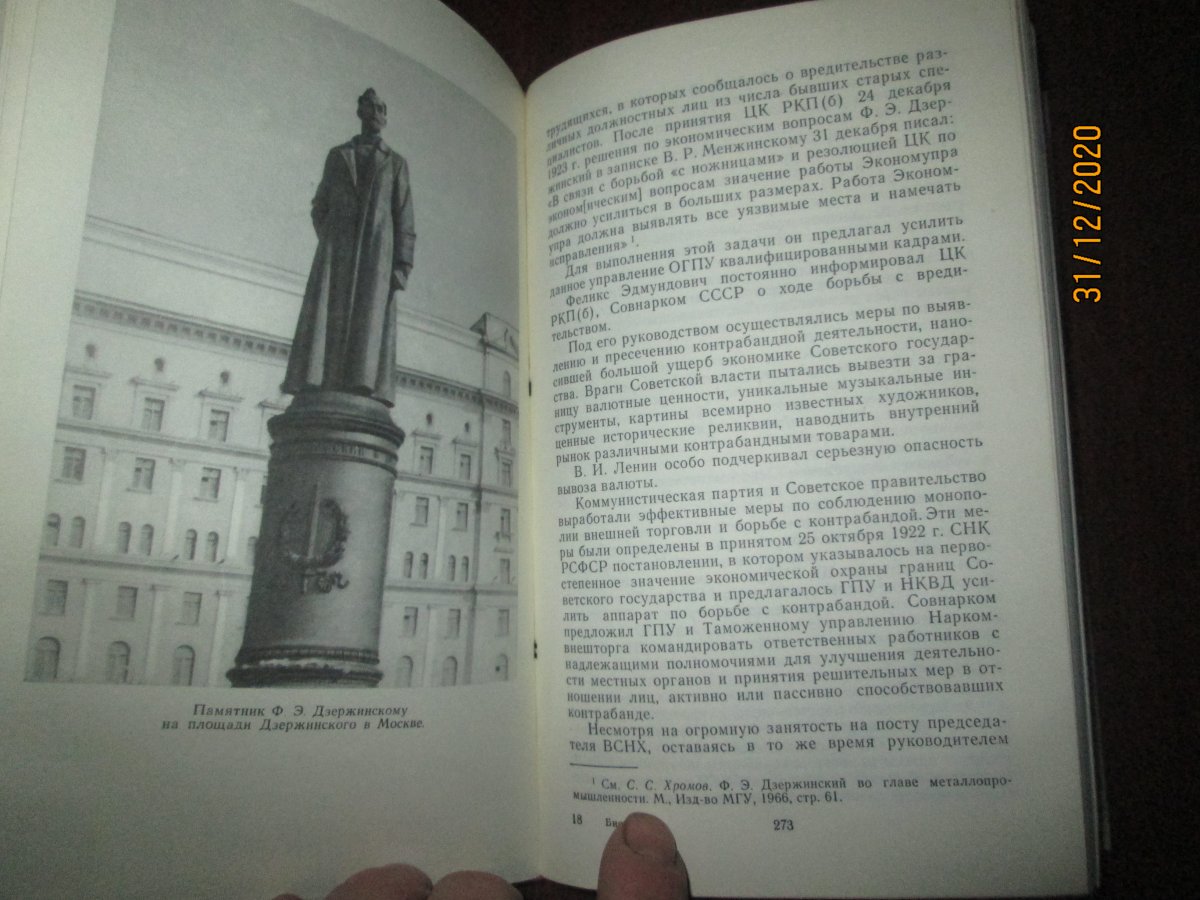 Памятник Ф. Э. Дзержинскому
на площади Дзержинского в Москве.
трудящихся, в которых сообщалось о вредительстве раз-
личных должностных лиц из числа бывших старых спе-
циалистов. После принятия ЦК РКП(б) 24 декабря
1923 г. решения по экономическим вопросам Ф. Э. Дзер-
жинский в записке В. Р. Менжинскому 31 декабря писал:
«В связи с борьбой «с ножницами» и резолюцией ЦК по
эконом[ическим] вопросам значение работы Экономупра
должно усилиться в больших размерах. Работа Эконом-
упра должна выявлять все уязвимые места и намечать
исправления» 1.
Для выполнения этой задачи он предлагал усилить
данное управление ОГПУ квалифицированными кадрами.
Феликс Эдмундович постоянно информировал ЦК
РКП(б), Совнарком СССР о ходе борьбы с вреди-
тельством.
Под его руководством осуществлялись меры по выяв-
лению и пресечению контрабандной деятельности, нано-
сившей большой ущерб экономике Советского государ-
ства. Враги Советской власти пытались вывезти за гра-
ницу валютные ценности, уникальные музыкальные ин-
струменты, картины всемирно известных художников,
ценные исторические реликвии, наводнить внутренний
рынок различными контрабандными товарами.
В. И. Ленин особо подчеркивал серьезную опасность
вывоза валюты.
Коммунистическая партия и Советское правительство
выработали эффективные меры по соблюдению монопо-
лии внешней торговли и борьбе с контрабандой. Эти ме-
ры были определены в принятом 25 октября 1922 г. СНК
РСФСР постановлении, в котором указывалось на перво-
степенное значение экономической охраны границ Со-
ветского государства и предлагалось ГПУ и НКВД уси-
лить аппарат по борьбе с контрабандой. Совнарком
предложил ГПУ и Таможенному управлению Нарком-
внешторга командировать ответственных работников с
надлежащими полномочиями для улучшения деятельно-
сти местных органов и принятия решительных мер в от-
ношении лиц, активно или пассивно способствовавших
контрабанде.
Несмотря на огромную занятость на посту председа-
теля ВСНХ, оставаясь в то же время руководителем
1 См. С. С. Хромов. Ф. Э. Дзержинский во главе металлопро-
мышленности. М., Изд-во МГУ, 1966, стр. 61.
18
273
31/12/2020